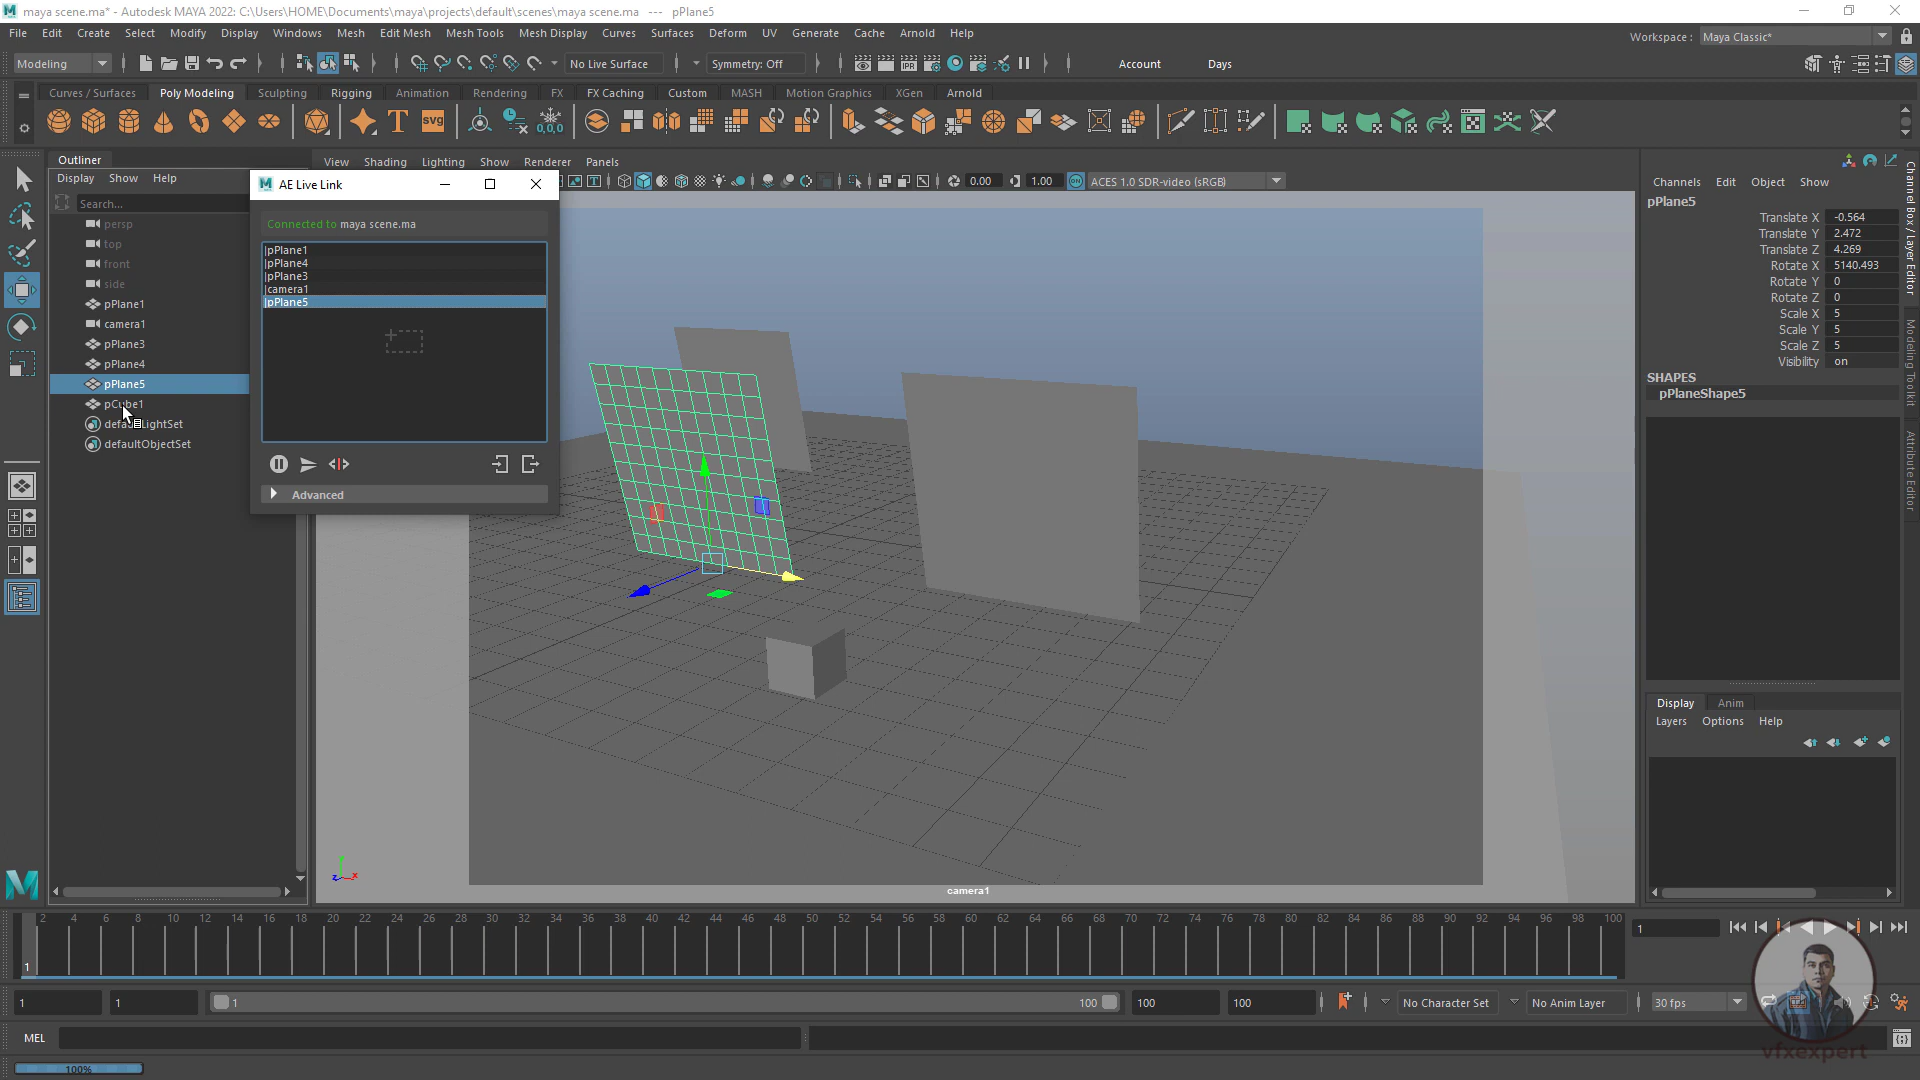 maya scene.ma* - Autodesk MAYA 2022: C:\Users\HOME\Documents\maya\projects\default\scenes\maya scene.ma --- pPlane5
File Edit Create Select Modify Display Windows Mesh Edit Mesh Mesh Tools Mesh Display Curves Surfaces Deform UV Generate Cache Arnold Help
Workspace : Maya Classic*
Modeling No Live Surface Symmetry: Off Account Days
Curves / Surfaces Poly Modeling Sculpting Rigging Animation Rendering FX FX Caching Custom MASH Motion Graphics XGen Arnold
Outliner
Display Show Help
Search...
persp
top
front
side
pPlane1
camera1
pPlane3
pPlane4
pPlane5
pCube1
defaultLightSet
defaultObjectSet
AE Live Link
Connected to maya scene.ma
|pPlane1
|pPlane4
|pPlane3
|camera1
|pPlane5
Advanced
View Shading Lighting Show Renderer Panels
0.00 1.00 ACES 1.0 SDR-video (sRGB)
camera1
Channels Edit Object Show
pPlane5
Translate X -0.564
Translate Y 2.472
Translate Z 4.269
Rotate X 5140.493
Rotate Y 0
Rotate Z 0
Scale X 5
Scale Y 5
Scale Z 5
Visibility on
SHAPES
pPlaneShape5
Channel Box / Layer Editor
Modeling Toolkit
Attribute Editor
Display Anim
Layers Options Help
2 4 6 8 10 12 14 16 18 20 22 24 26 28 30 32 34 36 38 40 42 44 46 48 50 52 54 56 58 60 62 64 66 68 70 72 74 76 78 80 82 84 86 88 90 92 94 96 98 100
1
1
1 1 1 100 100 100 No Character Set No Anim Layer 30 fps
MEL
vfxexpert
100%